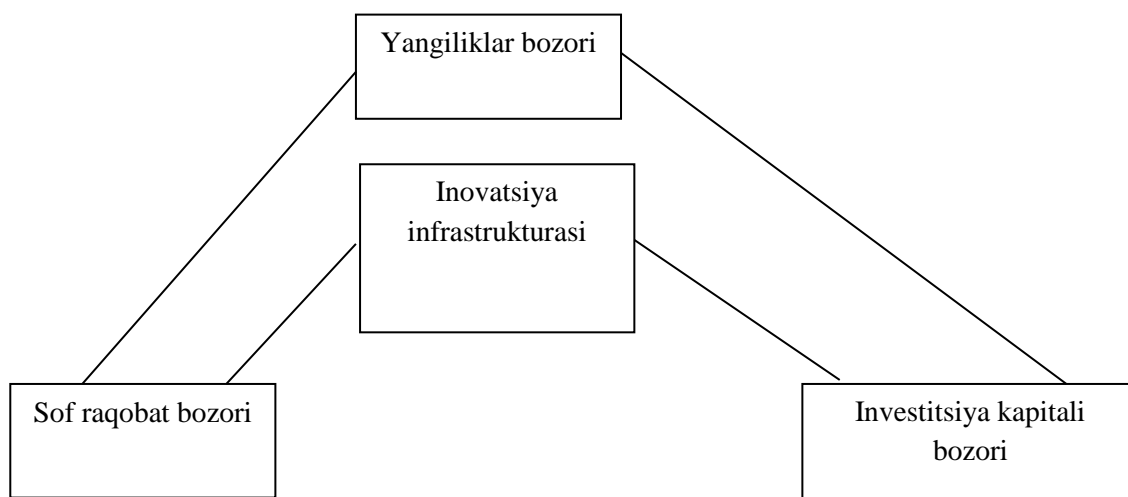 Yangiliklar bozori
Inovatsiya
infrastrukturasi
Sof raqobat bozori
Investitsiya kapitali
bozori